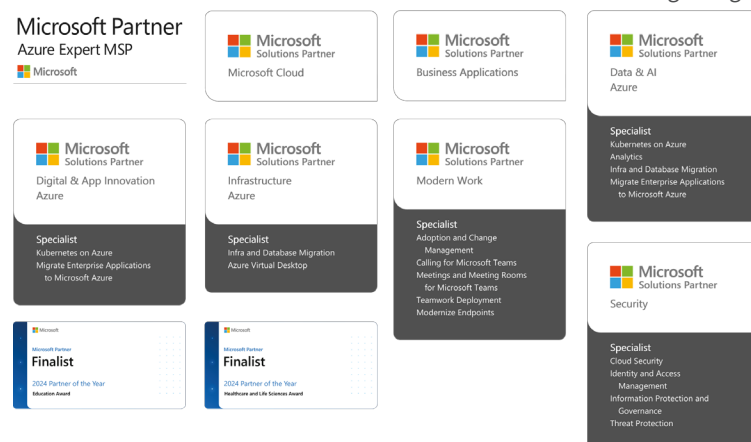 Microsoft Partner
Azure Expert MSP
Microsoft
Microsoft
Solutions Partner
Microsoft Cloud
Microsoft
Solutions Partner
Business Applications
Microsoft
Solutions Partner
Data & AI
Azure
Specialist
Kubernetes on Azure
Analytics
Infra and Database Migration
Migrate Enterprise Applications
to Microsoft Azure
Microsoft
Solutions Partner
Digital & App Innovation
Azure
Specialist
Kubernetes on Azure
Migrate Enterprise Applications
to Microsoft Azure
Microsoft
Solutions Partner
Infrastructure
Azure
Specialist
Infra and Database Migration
Azure Virtual Desktop
Microsoft
Solutions Partner
Modern Work
Specialist
Adoption and Change
Management
Calling for Microsoft Teams
Meetings and Meeting Rooms
for Microsoft Teams
Teamwork Deployment
Modernize Endpoints
Microsoft
Solutions Partner
Security
Specialist
Cloud Security
Identity and Access
Management
Information Protection and
Governance
Threat Protection
Microsoft
Microsoft Partner
Finalist
2024 Partner of the Year
Education Award
Microsoft
Microsoft Partner
Finalist
2024 Partner of the Year
Healthcare and Life Sciences Award